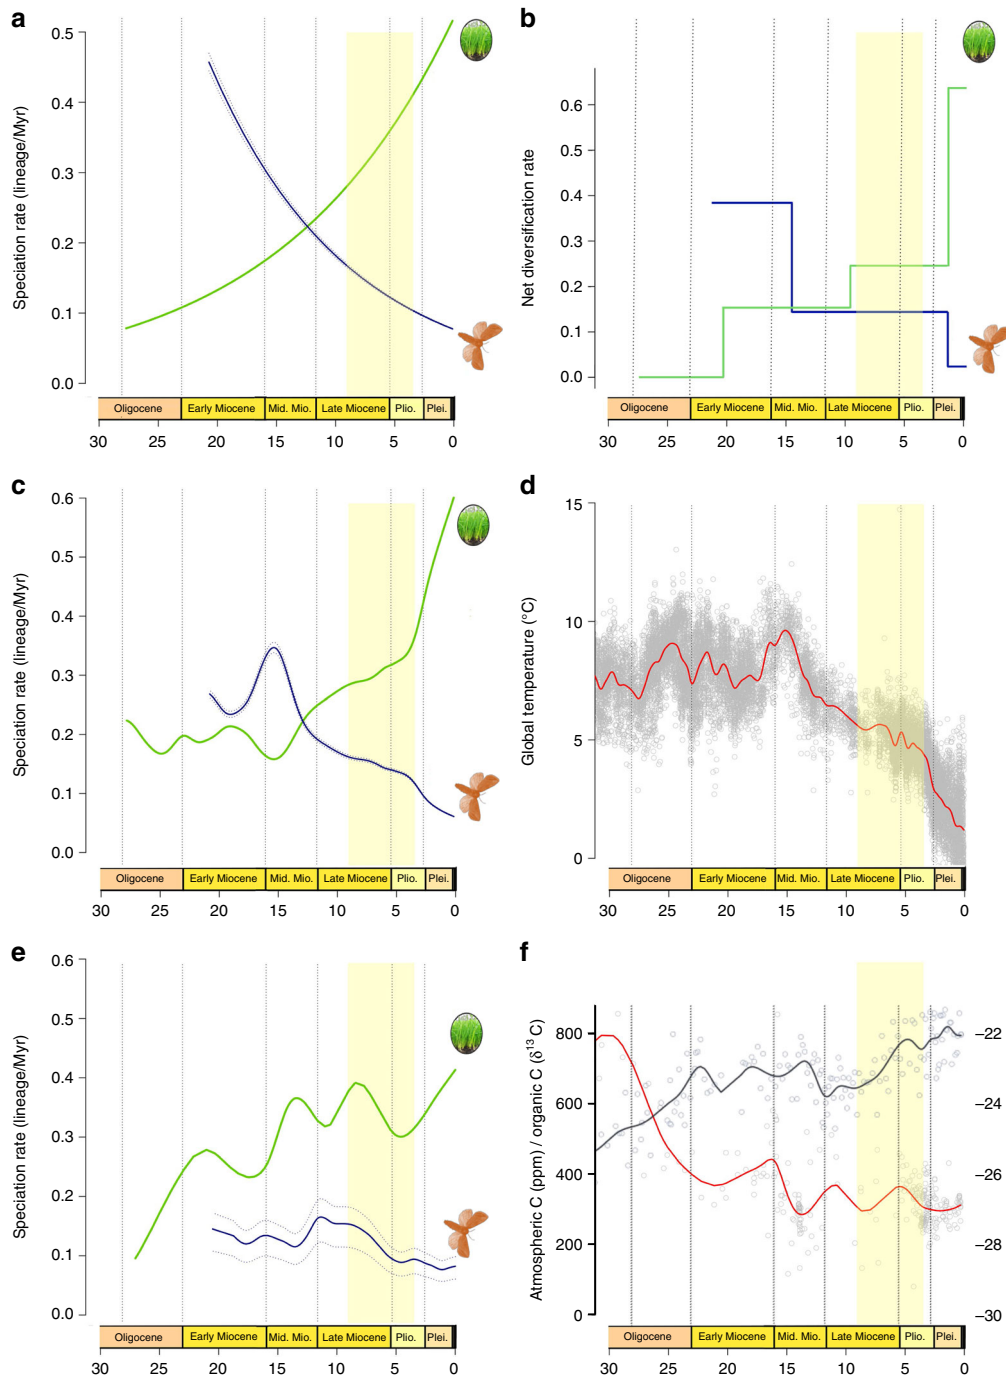 a
Speciation rate (lineage/Myr)
0.5
0.4
0.3
0.2
0.1
0.0
Oligocene Early Miocene Mid. Mio. Late Miocene Plio. Plei.
30 25 20 15 10 5 0
b
Net diversification rate
0.6
0.5
0.4
0.3
0.2
0.1
0.0
Oligocene Early Miocene Mid. Mio. Late Miocene Plio. Plei.
30 25 20 15 10 5 0
c
Speciation rate (lineage/Myr)
0.6
0.5
0.4
0.3
0.2
0.1
0.0
Oligocene Early Miocene Mid. Mio. Late Miocene Plio. Plei.
30 25 20 15 10 5 0
d
Global temperature (°C)
15
10
5
0
Oligocene Early Miocene Mid. Mio. Late Miocene Plio. Plei.
30 25 20 15 10 5 0
e
Speciation rate (lineage/Myr)
0.6
0.5
0.4
0.3
0.2
0.1
0.0
Oligocene Early Miocene Mid. Mio. Late Miocene Plio. Plei.
30 25 20 15 10 5 0
f
Atmospheric C (ppm) / organic C (δ¹³ C)
800
600
400
200
0
−22
−24
−26
−28
−30
Oligocene Early Miocene Mid. Mio. Late Miocene Plio. Plei.
30 25 20 15 10 5 0